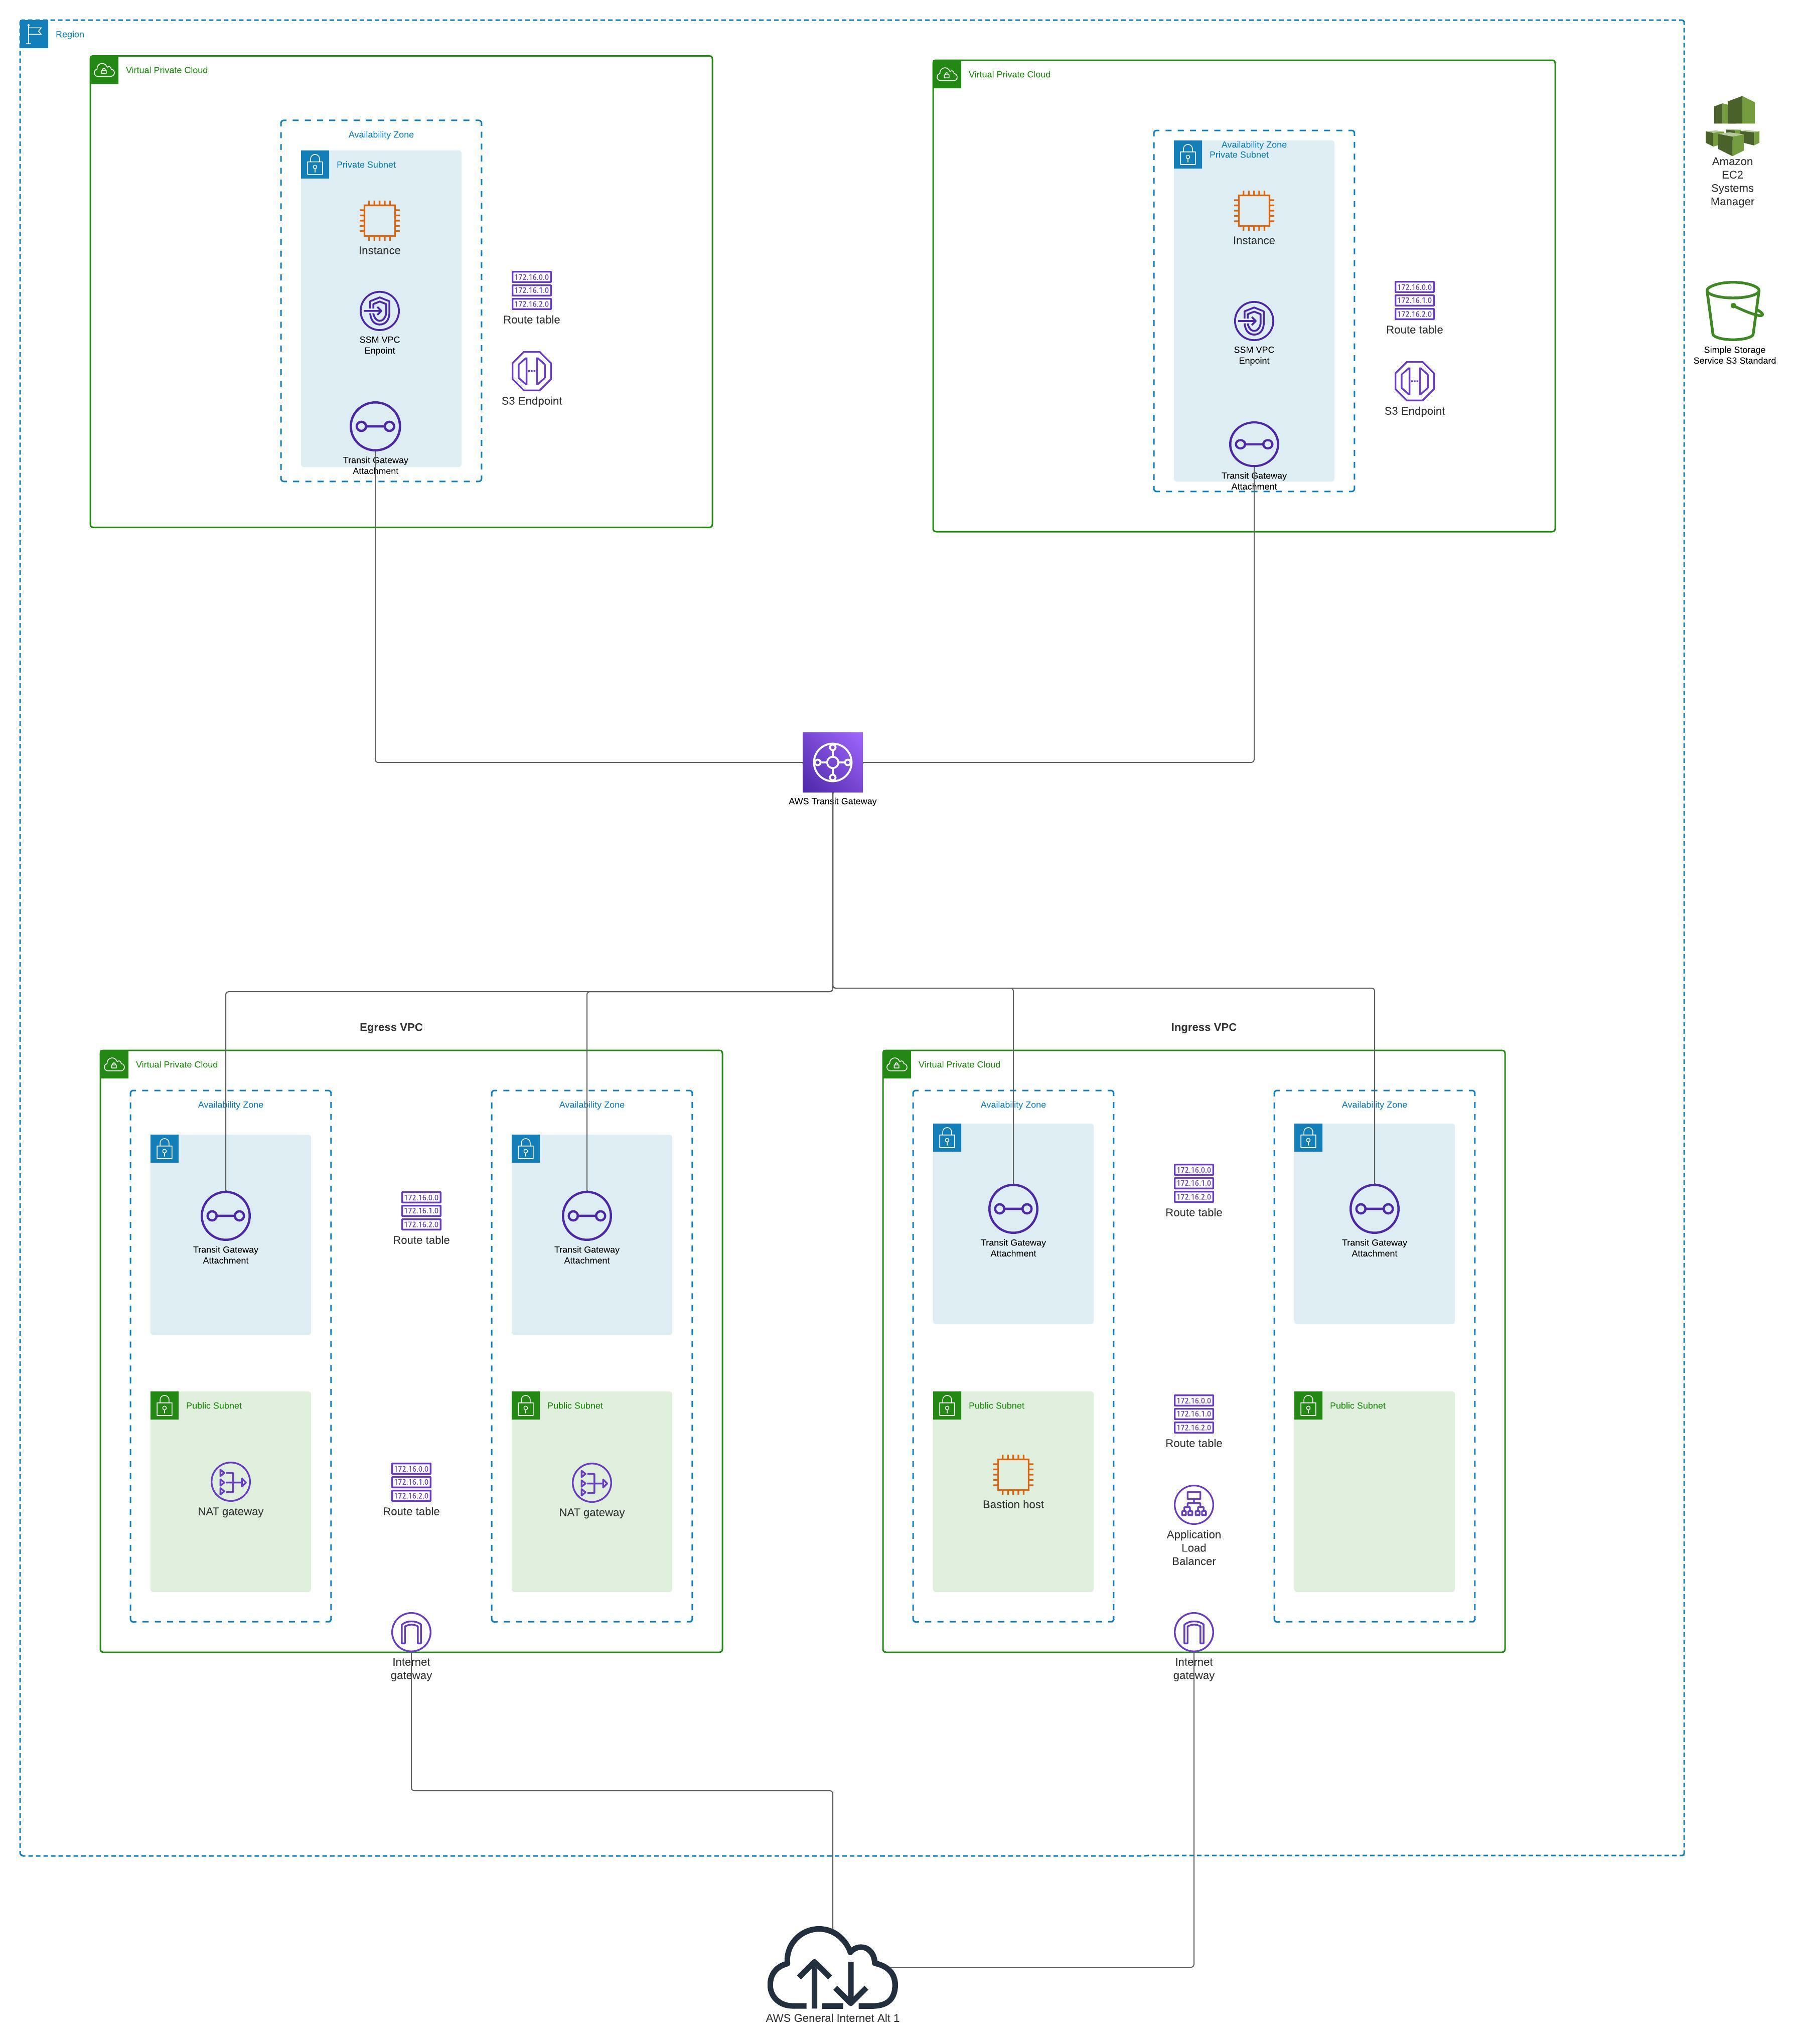 Region
Virtual Private Cloud
Availability Zone
Private Subnet
Instance
SSM VPC
Enpoint
Transit Gateway
Attachment
172.16.0.0
172.16.1.0
172.16.2.0
Route table
S3 Endpoint
Virtual Private Cloud
Availability Zone
Private Subnet
Instance
SSM VPC
Enpoint
Transit Gateway
Attachment
172.16.0.0
172.16.1.0
172.16.2.0
Route table
S3 Endpoint
Amazon
EC2
Systems
Manager
Simple Storage
Service S3 Standard
AWS Transit Gateway
Egress VPC
Virtual Private Cloud
Availability Zone
Transit Gateway
Attachment
172.16.0.0
172.16.1.0
172.16.2.0
Route table
Availability Zone
Transit Gateway
Attachment
Public Subnet
NAT gateway
172.16.0.0
172.16.1.0
172.16.2.0
Route table
Public Subnet
NAT gateway
Internet
gateway
Ingress VPC
Virtual Private Cloud
Availability Zone
Transit Gateway
Attachment
172.16.0.0
172.16.1.0
172.16.2.0
Route table
Availability Zone
Transit Gateway
Attachment
Public Subnet
Bastion host
172.16.0.0
172.16.1.0
172.16.2.0
Route table
Application
Load
Balancer
Public Subnet
Internet
gateway
AWS General Internet Alt 1